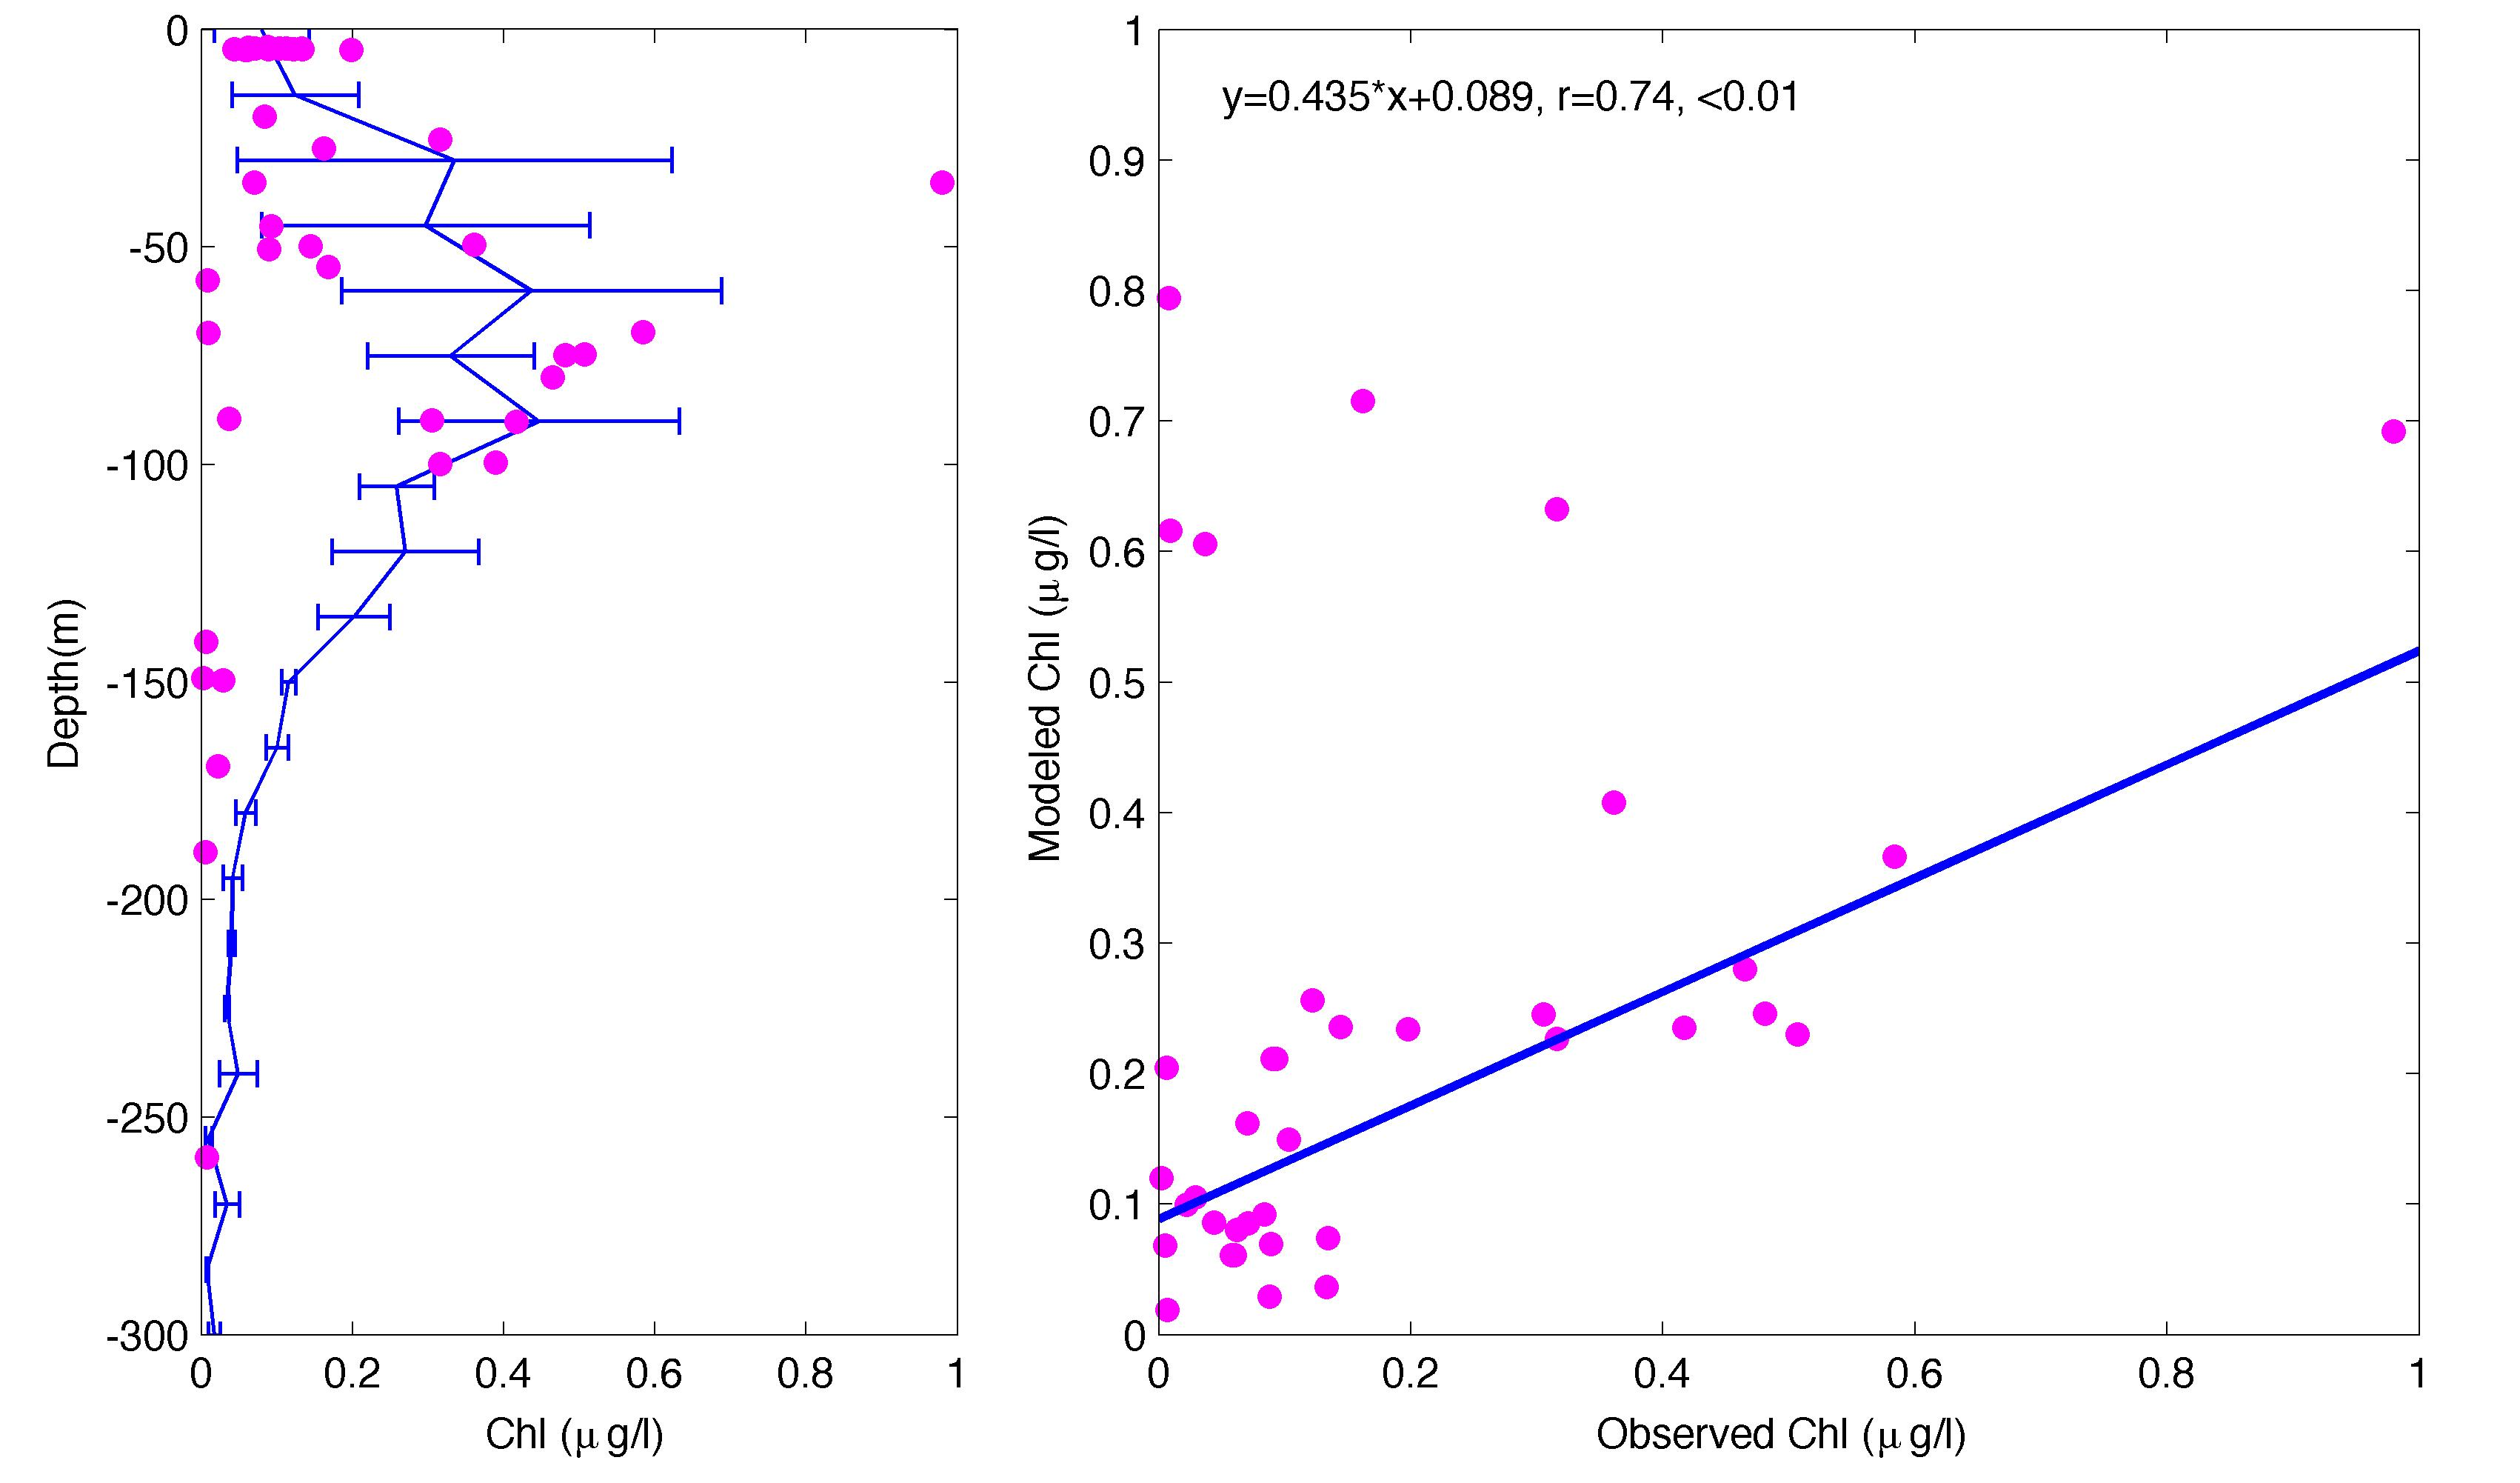 0
-50
-100
-150
-200
-250
-300
Depth(m)
0 0.2 0.4 0.6 0.8 1
Chl (μ g/l)
y=0.435*x+0.089, r=0.74, <0.01
1
0.9
0.8
0.7
0.6
0.5
0.4
0.3
0.2
0.1
0
Modeled Chl (μ g/l)
0 0.2 0.4 0.6 0.8 1
Observed Chl (μ g/l)